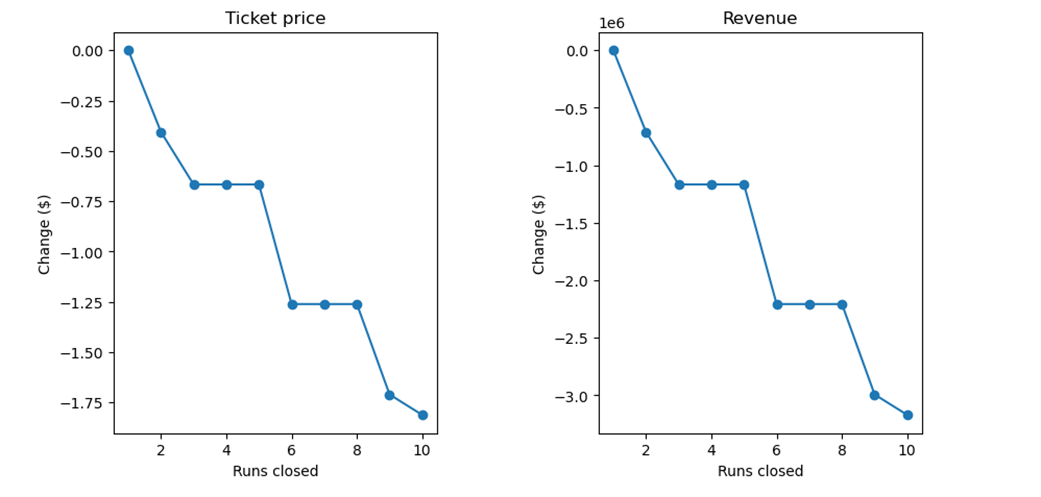 Ticket price
Change ($)
0.00
−0.25
−0.50
−0.75
−1.00
−1.25
−1.50
−1.75
2 4 6 8 10
Runs closed
Revenue
1e6
Change ($)
0.0
−0.5
−1.0
−1.5
−2.0
−2.5
−3.0
2 4 6 8 10
Runs closed